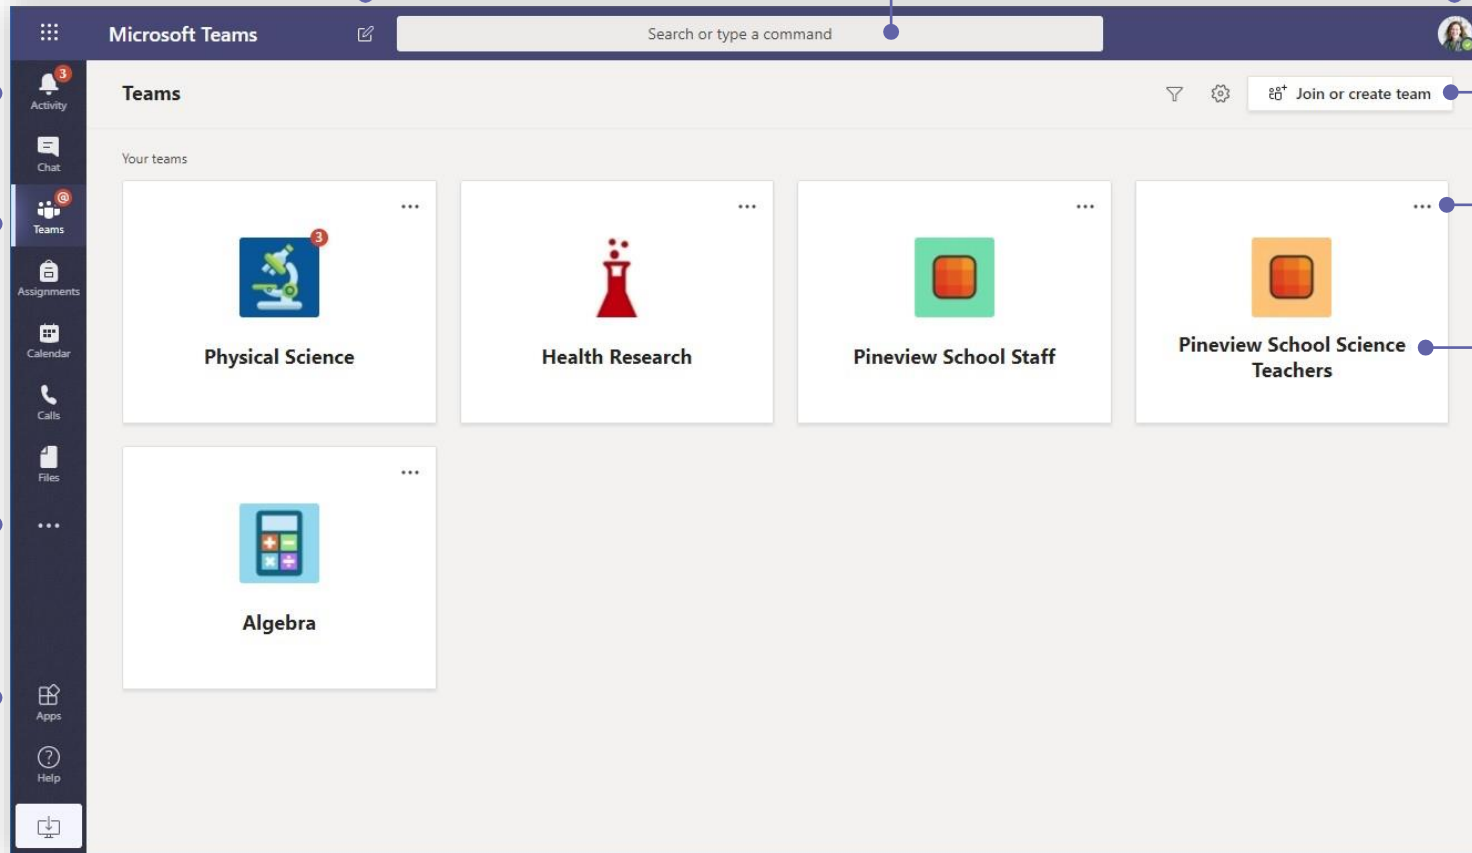 Microsoft Teams
Search or type a command
3
Activity
Chat
@
Teams
Assignments
Calendar
Calls
Files
Apps
Help
Teams
Join or create team
Your teams
3
Physical Science
Health Research
Pineview School Staff
Pineview School Science
Teachers
Algebra